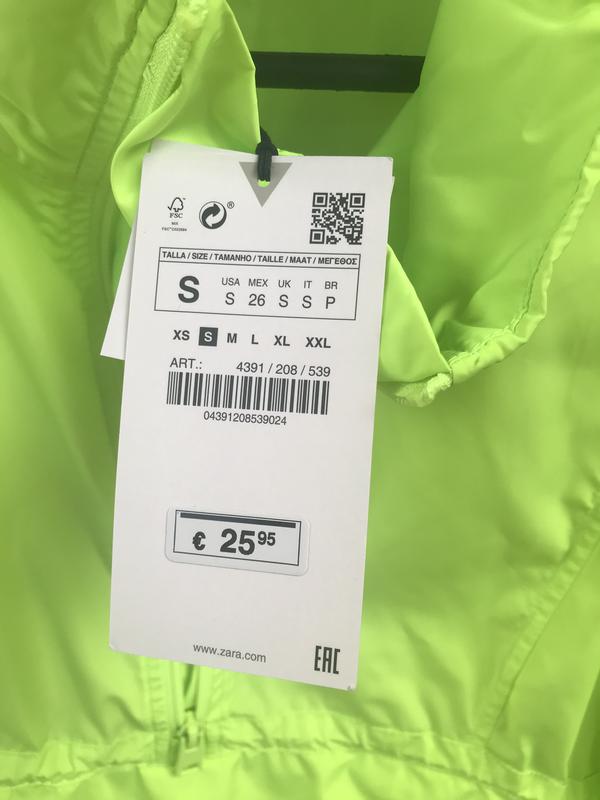 FSC
MIX
®
TALLA / SIZE / TAMANHO / TAILLE / MAAT / ΜΕΓΕΘΟΣ
S
USA MEX UK IT BR
S 26 S S P
XS S M L XL XXL
ART.: 4391 / 208 / 539
04391208539024
€ 25 95
www.zara.com
EAC